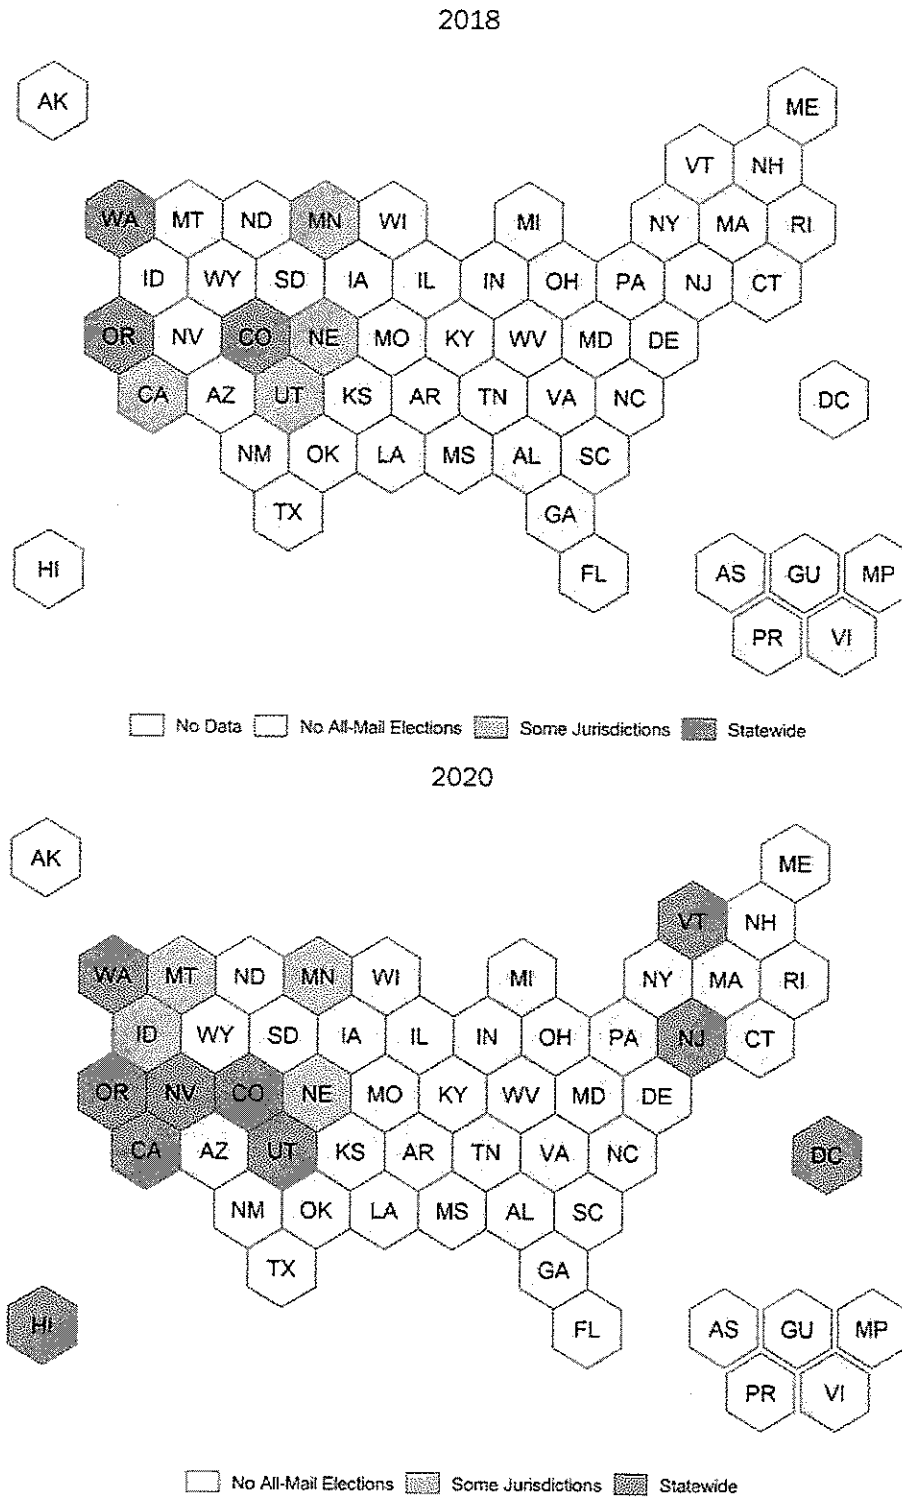 2018
AK
ME
VT NH
WA MT ND MN WI MI NY MA RI
ID WY SD IA IL IN OH PA NJ CT
OR NV CO NE MO KY WV MD DE
CA AZ UT KS AR TN VA NC DC
NM OK LA MS AL SC
TX GA
HI FL AS GU MP
PR VI
No Data No All-Mail Elections Some Jurisdictions Statewide
2020
AK
ME
VT NH
WA MT ND MN WI MI NY MA RI
ID WY SD IA IL IN OH PA NJ CT
OR NV CO NE MO KY WV MD DE
CA AZ UT KS AR TN VA NC DC
NM OK LA MS AL SC
TX GA
HI FL AS GU MP
PR VI
No All-Mail Elections Some Jurisdictions Statewide